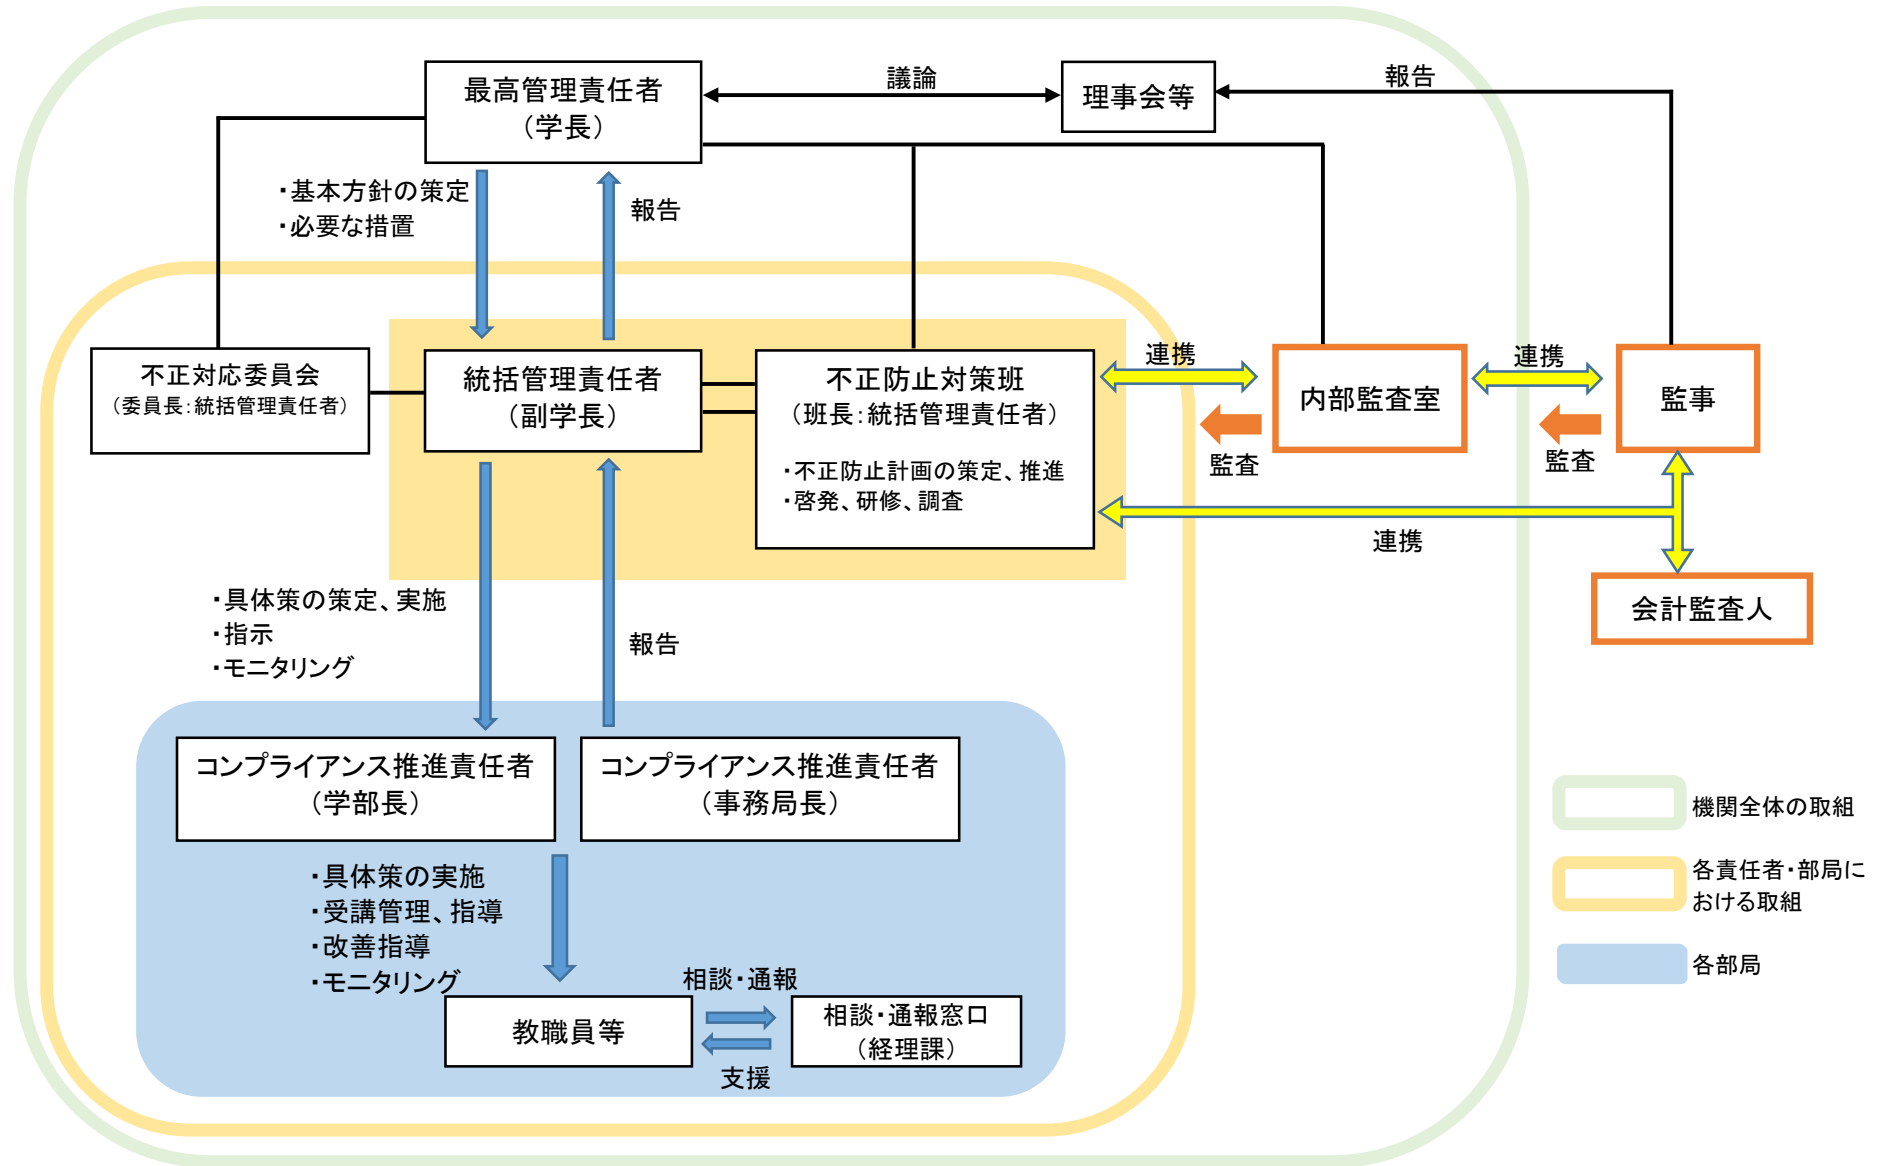 最高管理責任者
（学長）
議論
理事会等
報告
・基本方針の策定
・必要な措置
報告
不正対応委員会
（委員長：統括管理責任者）
統括管理責任者
（副学長）
不正防止対策班
（班長：統括管理責任者）
・不正防止計画の策定、推進
・啓発、研修、調査
連携
監査
内部監査室
連携
監査
監事
連携
会計監査人
・具体策の策定、実施
・指示
・モニタリング
報告
コンプライアンス推進責任者
（学部長）
コンプライアンス推進責任者
（事務局長）
・具体策の実施
・受講管理、指導
・改善指導
・モニタリング
教職員等
相談・通報
支援
相談・通報窓口
（経理課）
機関全体の取組
各責任者・部局に
おける取組
各部局